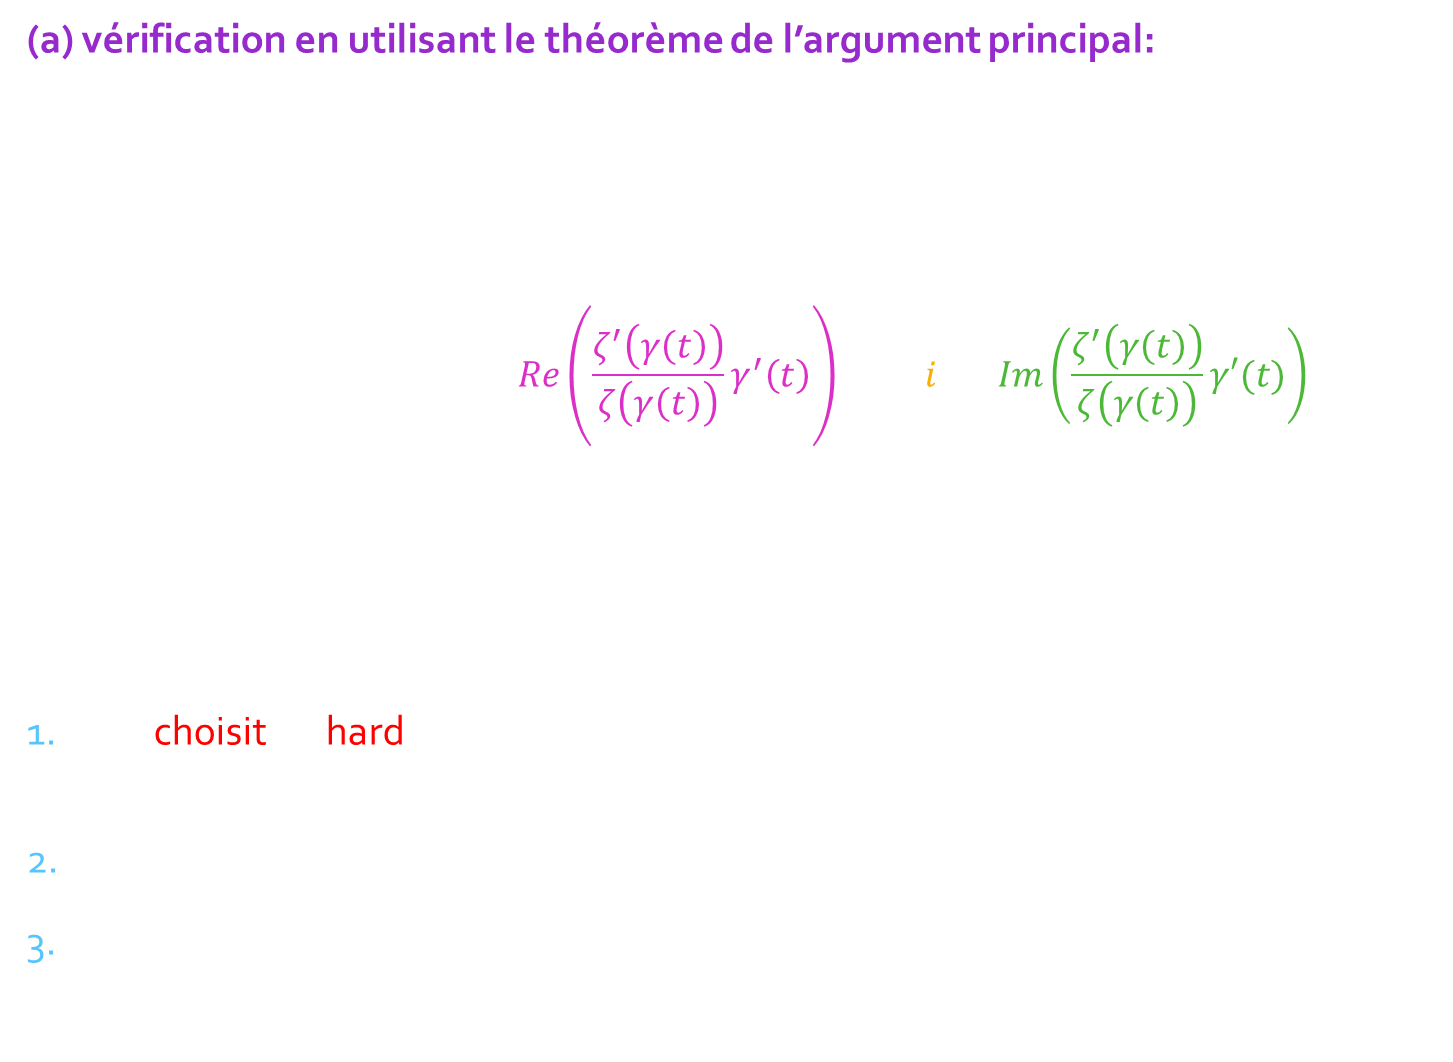 (a) vérification en utilisant le théorème de l’argument principal:
Re(ζ′(γ(t))/ζ(γ(t)) γ′(t)) i Im(ζ′(γ(t))/ζ(γ(t)) γ′(t))
1. choisit hard
2.
3.